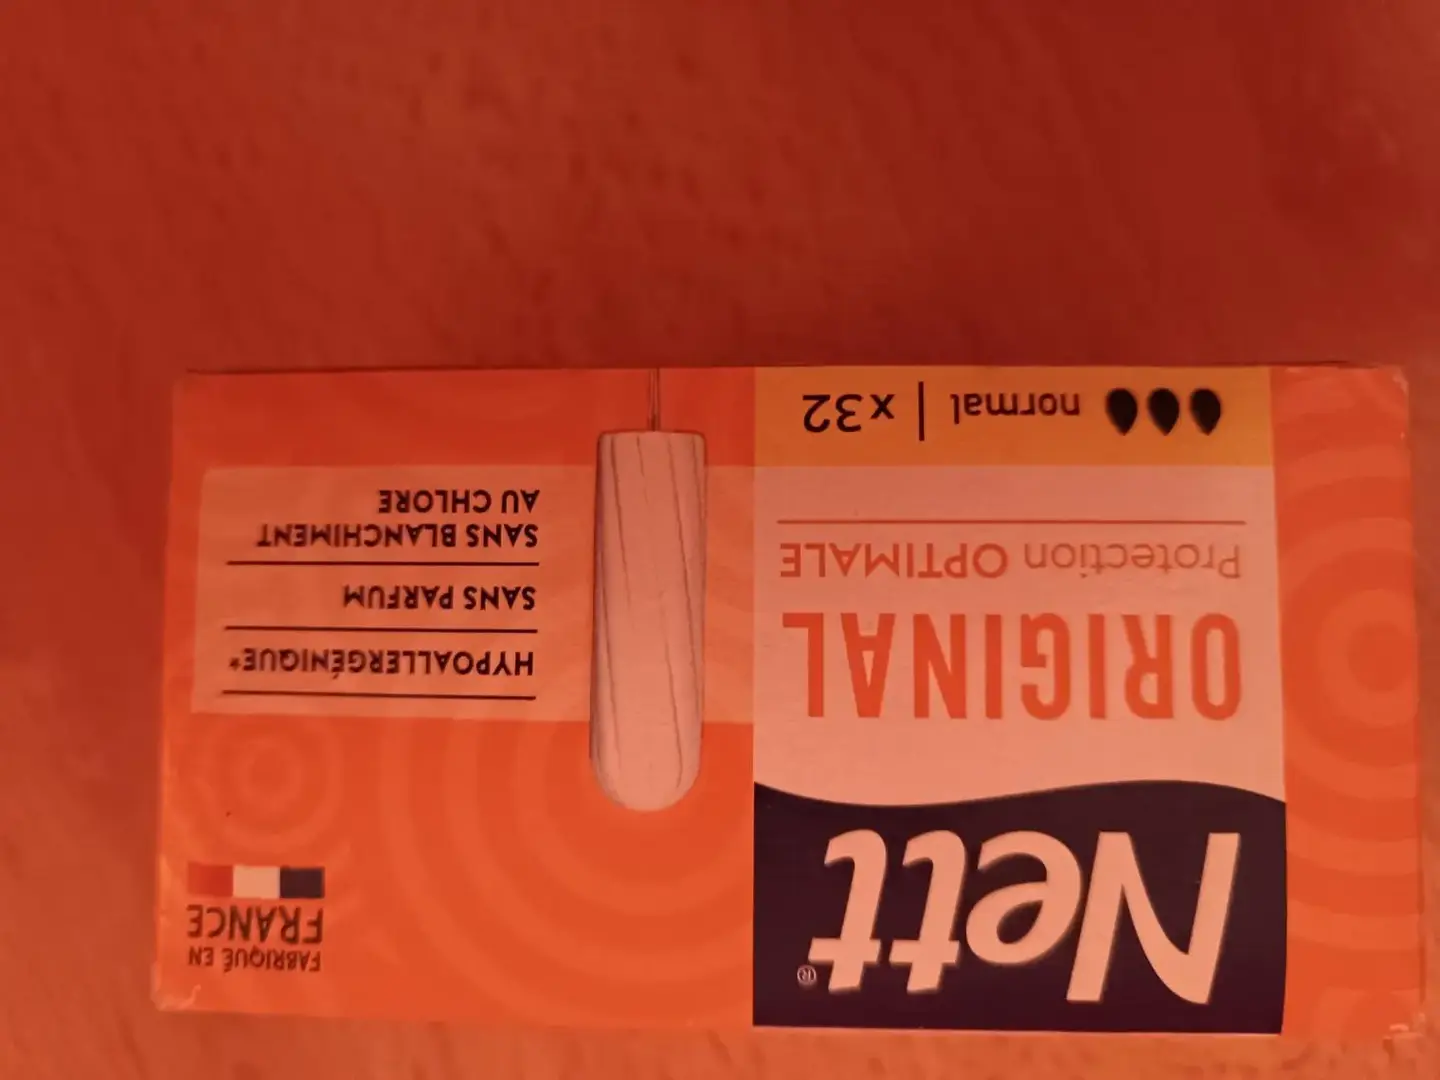 Nett®
ORIGINAL
Protection OPTIMALE
normal | x32
FABRIQUÉ EN
FRANCE
HYPOALLERGÉNIQUE*
SANS PARFUM
SANS BLANCHIMENT
AU CHLORE